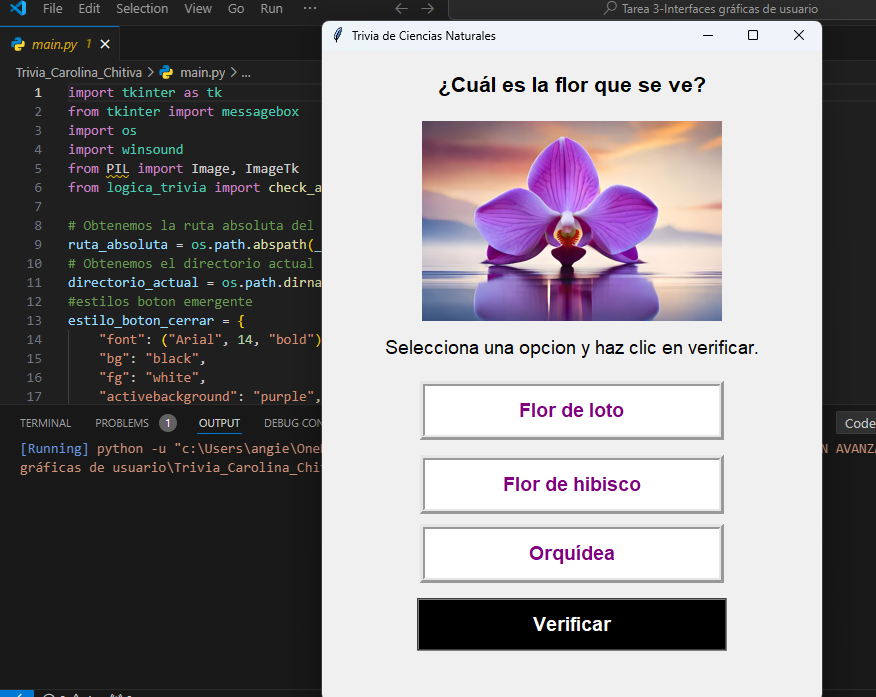 File Edit Selection View Go Run ··· Tarea 3-Interfaces gráficas de usuario
main.py 1
Trivia_Carolina_Chitiva > main.py > ...
1 import tkinter as tk
2 from tkinter import messagebox
3 import os
4 import winsound
5 from PIL import Image, ImageTk
6 from logica_trivia import check_a
7
8 # Obtenemos la ruta absoluta del
9 ruta_absoluta = os.path.abspath(_
10 # Obtenemos el directorio actual
11 directorio_actual = os.path.dirna
12 #estilos boton emergente
13 estilo_boton_cerrar = {
14 "font": ("Arial", 14, "bold")
15 "bg": "black",
16 "fg": "white",
17 "activebackground": "purple",
TERMINAL PROBLEMS 1 OUTPUT DEBUG CON
Code
[Running] python -u "c:\Users\angie\One
N AVANZ
gráficas de usuario\Trivia_Carolina_Chi
Trivia de Ciencias Naturales
¿Cuál es la flor que se ve?
Selecciona una opcion y haz clic en verificar.
Flor de loto
Flor de hibisco
Orquídea
Verificar